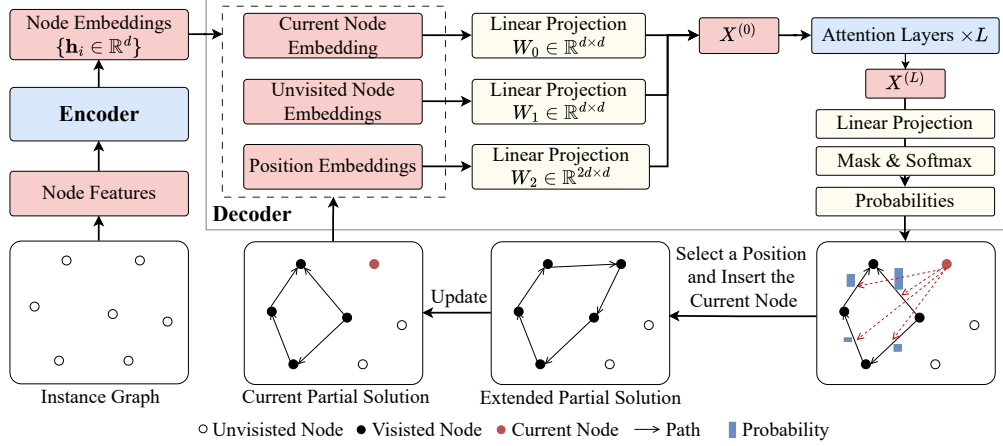 Node Embeddings
{h_i ∈ ℝ^d}
Encoder
Node Features
Instance Graph
Current Node
Embedding
Unvisited Node
Embeddings
Position Embeddings
Decoder
Linear Projection
W_0 ∈ ℝ^{d×d}
Linear Projection
W_1 ∈ ℝ^{d×d}
Linear Projection
W_2 ∈ ℝ^{2d×d}
X^{(0)}
Attention Layers ×L
X^{(L)}
Linear Projection
Mask & Softmax
Probabilities
Select a Position
and Insert the
Current Node
Update
Current Partial Solution
Extended Partial Solution
Unvisisted Node
Visisted Node
Current Node
Path
Probability